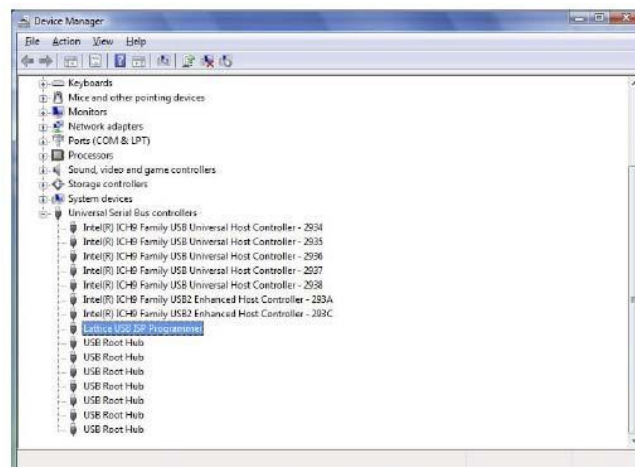 Device Manager
File Action View Help
Keyboards
Mice and other pointing devices
Monitors
Network adapters
Ports (COM & LPT)
Processors
Sound, video and game controllers
Storage controllers
System devices
Universal Serial Bus controllers
Intel(R) ICH9 Family USB Universal Host Controller - 2934
Intel(R) ICH9 Family USB Universal Host Controller - 2935
Intel(R) ICH9 Family USB Universal Host Controller - 2936
Intel(R) ICH9 Family USB Universal Host Controller - 2937
Intel(R) ICH9 Family USB Universal Host Controller - 2938
Intel(R) ICH9 Family USB2 Enhanced Host Controller - 293A
Intel(R) ICH9 Family USB2 Enhanced Host Controller - 293C
Lattice USB ISP Programmer
USB Root Hub
USB Root Hub
USB Root Hub
USB Root Hub
USB Root Hub
USB Root Hub
USB Root Hub